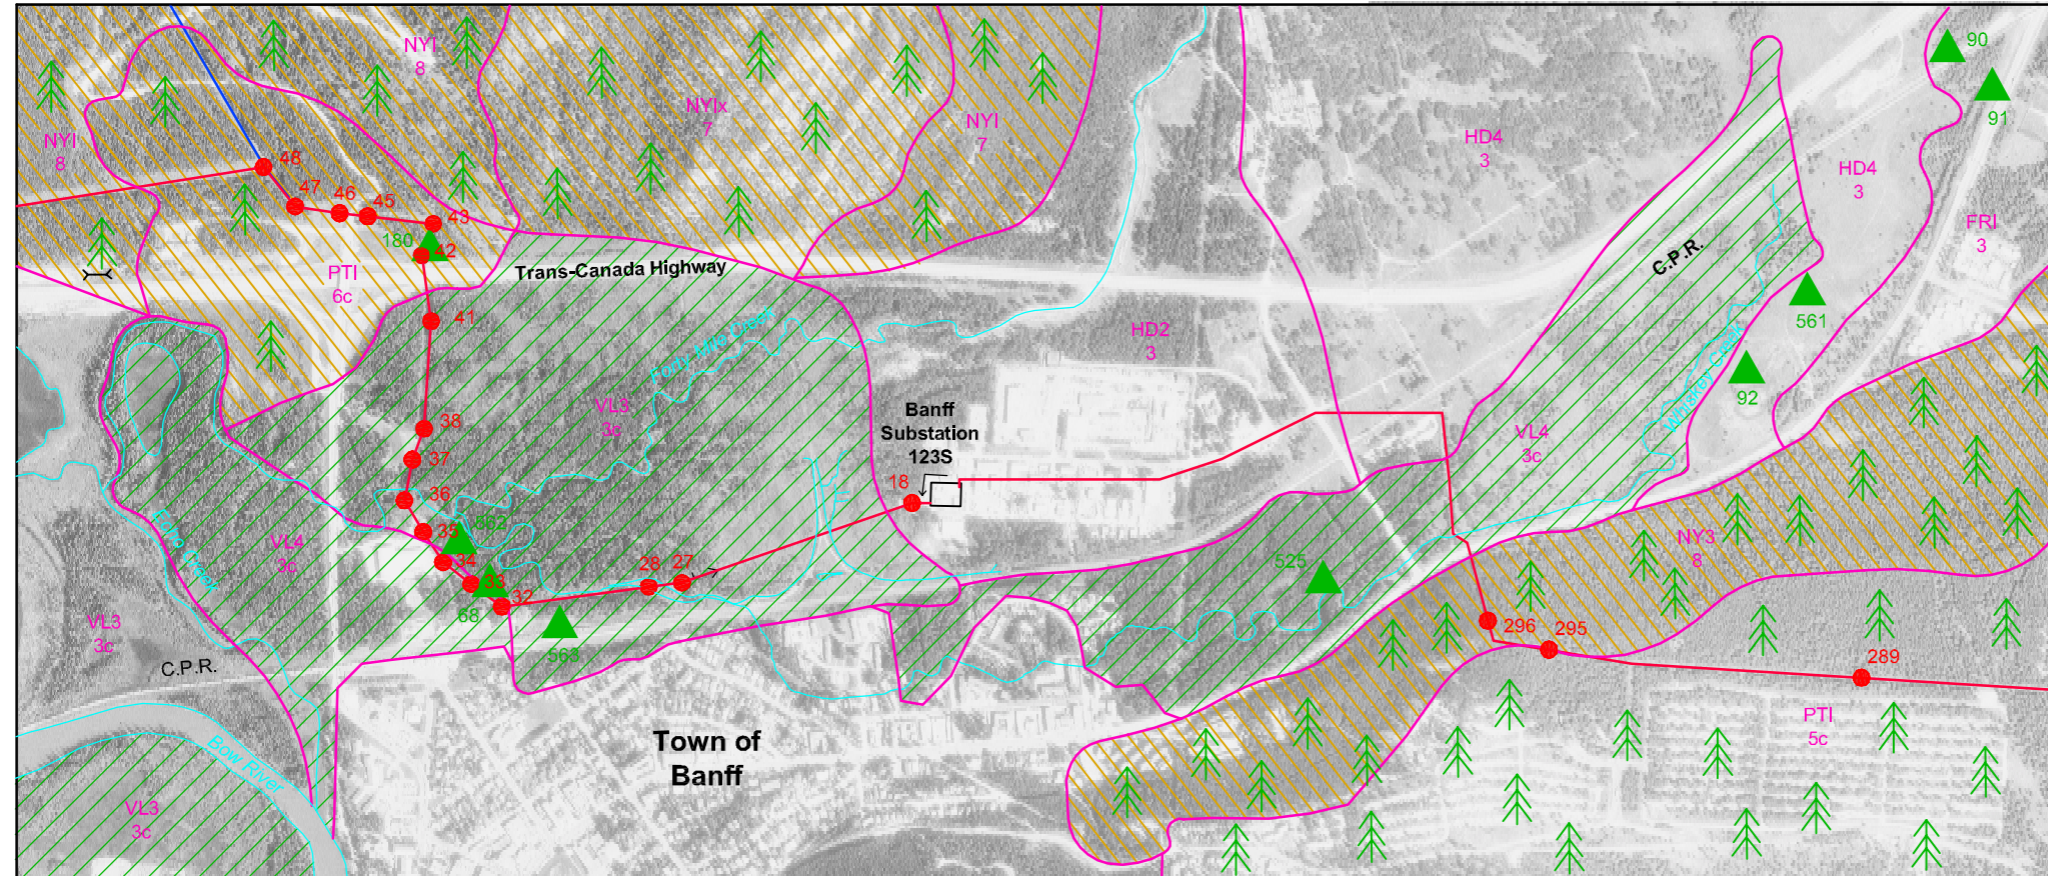 90
NYI
8
91
NYIx
7
NYI
7
HD4
3
NYI
8
48
HD4
3
47
46
45
43
FRI
3
180
42
Trans-Canada Highway
C.P.R.
PTI
6c
561
41
Forty Mile Creek
HD2
3
Whiskey Creek
92
VL3
3c
Banff
Substation
123S
38
VL4
3c
37
18
36
802
35
Echo Creek
VL4
3c
34
NY3
8
28
27
525
33
32
68
VL3
3c
563
296
295
C.P.R.
289
PTI
5c
Town of
Banff
Bow River
VL3
3c